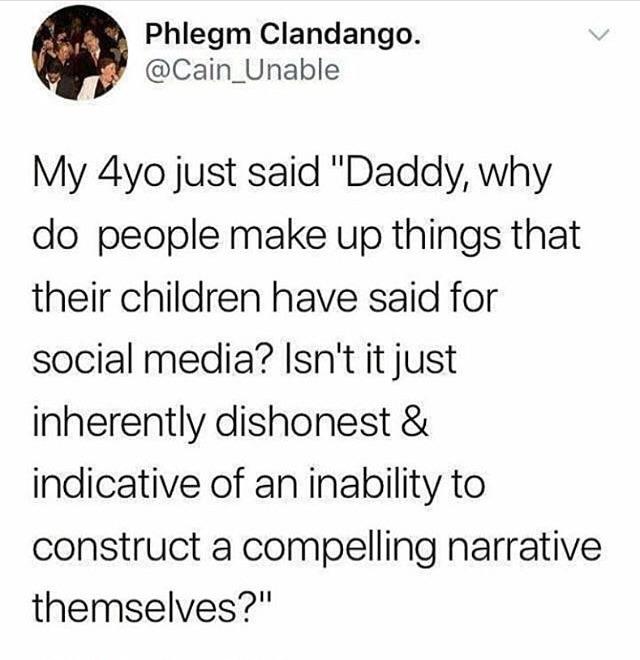 Phlegm Clandango.
@Cain_Unable
My 4yo just said "Daddy, why
do  people make up things that
their children have said for
social media? Isn't it just
inherently dishonest &
indicative of an inability to
construct a compelling narrative
themselves?"